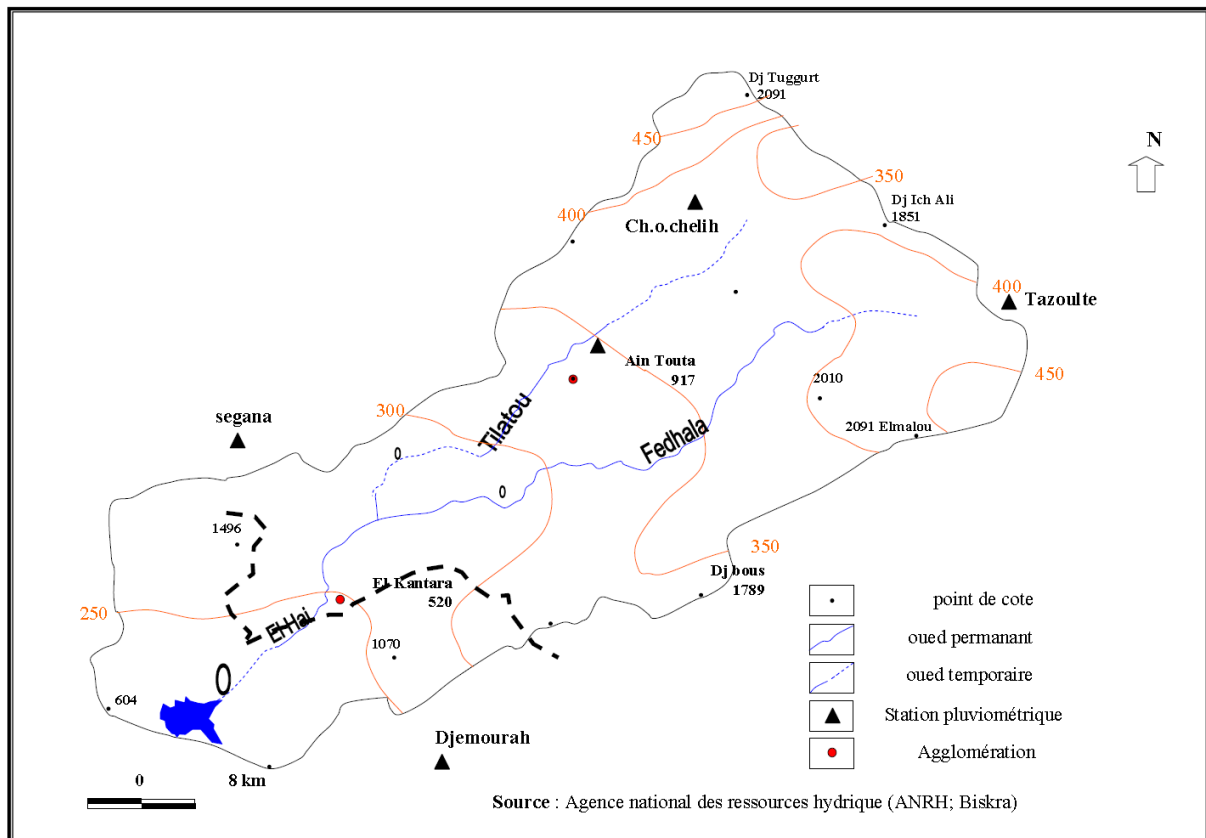 Dj Tuggurt
2091
N
450
350
Dj Ich Ali
1851
400
Ch.o.chelih
400
Tazoulte
Ain Touta
917
450
2010
300
segana
Tilatou
Fedhala
2091 Elmalou
0
0
1496
350
Dj bous
1789
El Kantara
520
250
El Hai
1070
0
604
point de cote
oued permanant
oued temporaire
Station pluviométrique
Agglomération
Djemourah
0
8 km
Source : Agence national des ressources hydrique (ANRH; Biskra)